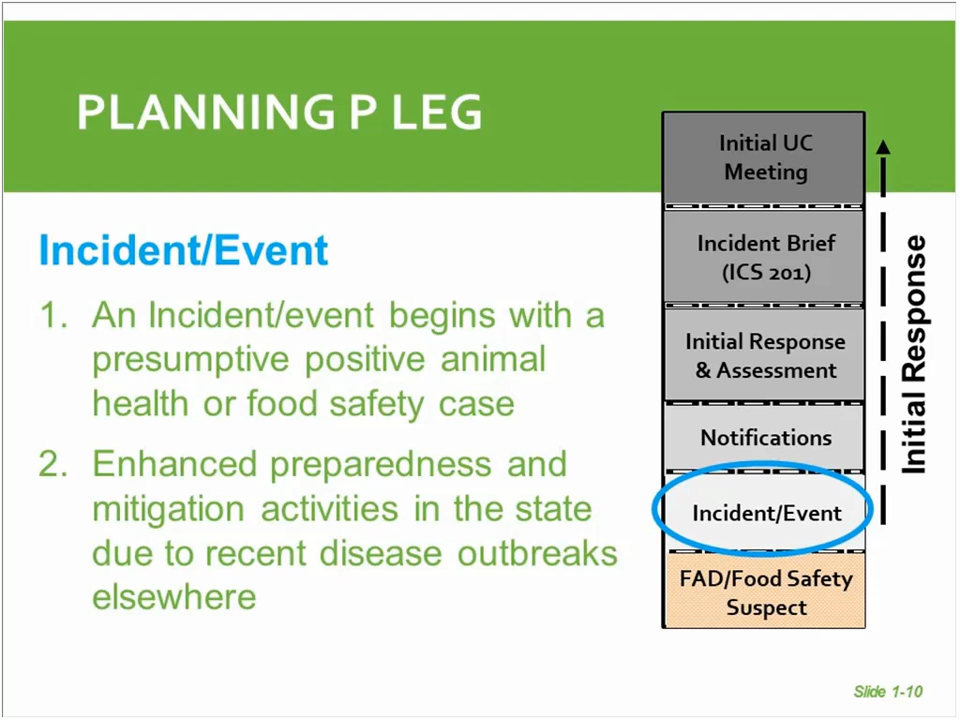 PLANNING P LEG
Incident/Event
1. An Incident/event begins with a
presumptive positive animal
health or food safety case
2. Enhanced preparedness and
mitigation activities in the state
due to recent disease outbreaks
elsewhere
Initial UC
Meeting
Incident Brief
(ICS 201)
Initial Response
& Assessment
Notifications
Incident/Event
FAD/Food Safety
Suspect
Initial Response
Slide 1-10